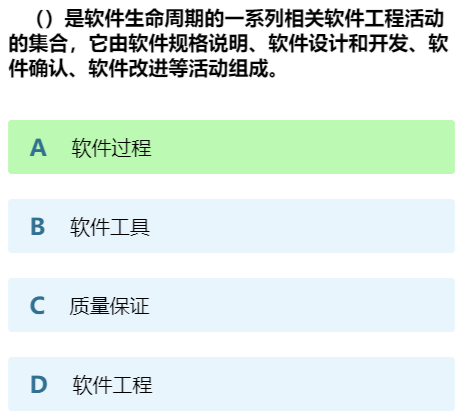 （）是软件生命周期的一系列相关软件工程活动
的集合，它由软件规格说明、软件设计和开发、软
件确认、软件改进等活动组成。
A 软件过程
B 软件工具
C 质量保证
D 软件工程